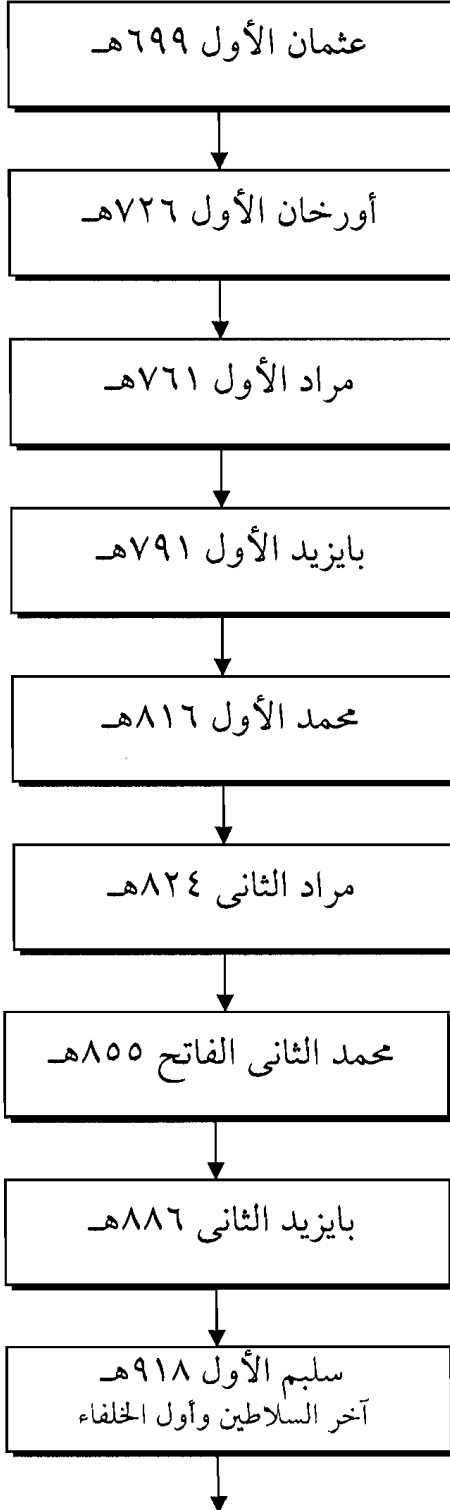 عثمان الأول ٦٩٩هـ
أورخان الأول ٧٢٦هـ
مراد الأول ٧٦١هـ
بايزيد الأول ٧٩١هـ
محمد الأول ٨١٦هـ
مراد الثانى ٨٢٤هـ
محمد الثانى الفاتح ٨٥٥هـ
بايزيد الثانى ٨٨٦هـ
سليم الأول ٩١٨هـ
آخر السلاطين وأول الخلفاء